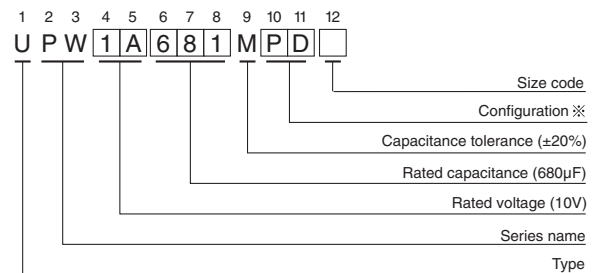 1 2 3 4 5 6 7 8 9 10 11 12
U P W 1 A 6 8 1 M P D
Size code
Configuration ※
Capacitance tolerance (±20%)
Rated capacitance (680µF)
Rated voltage (10V)
Series name
Type